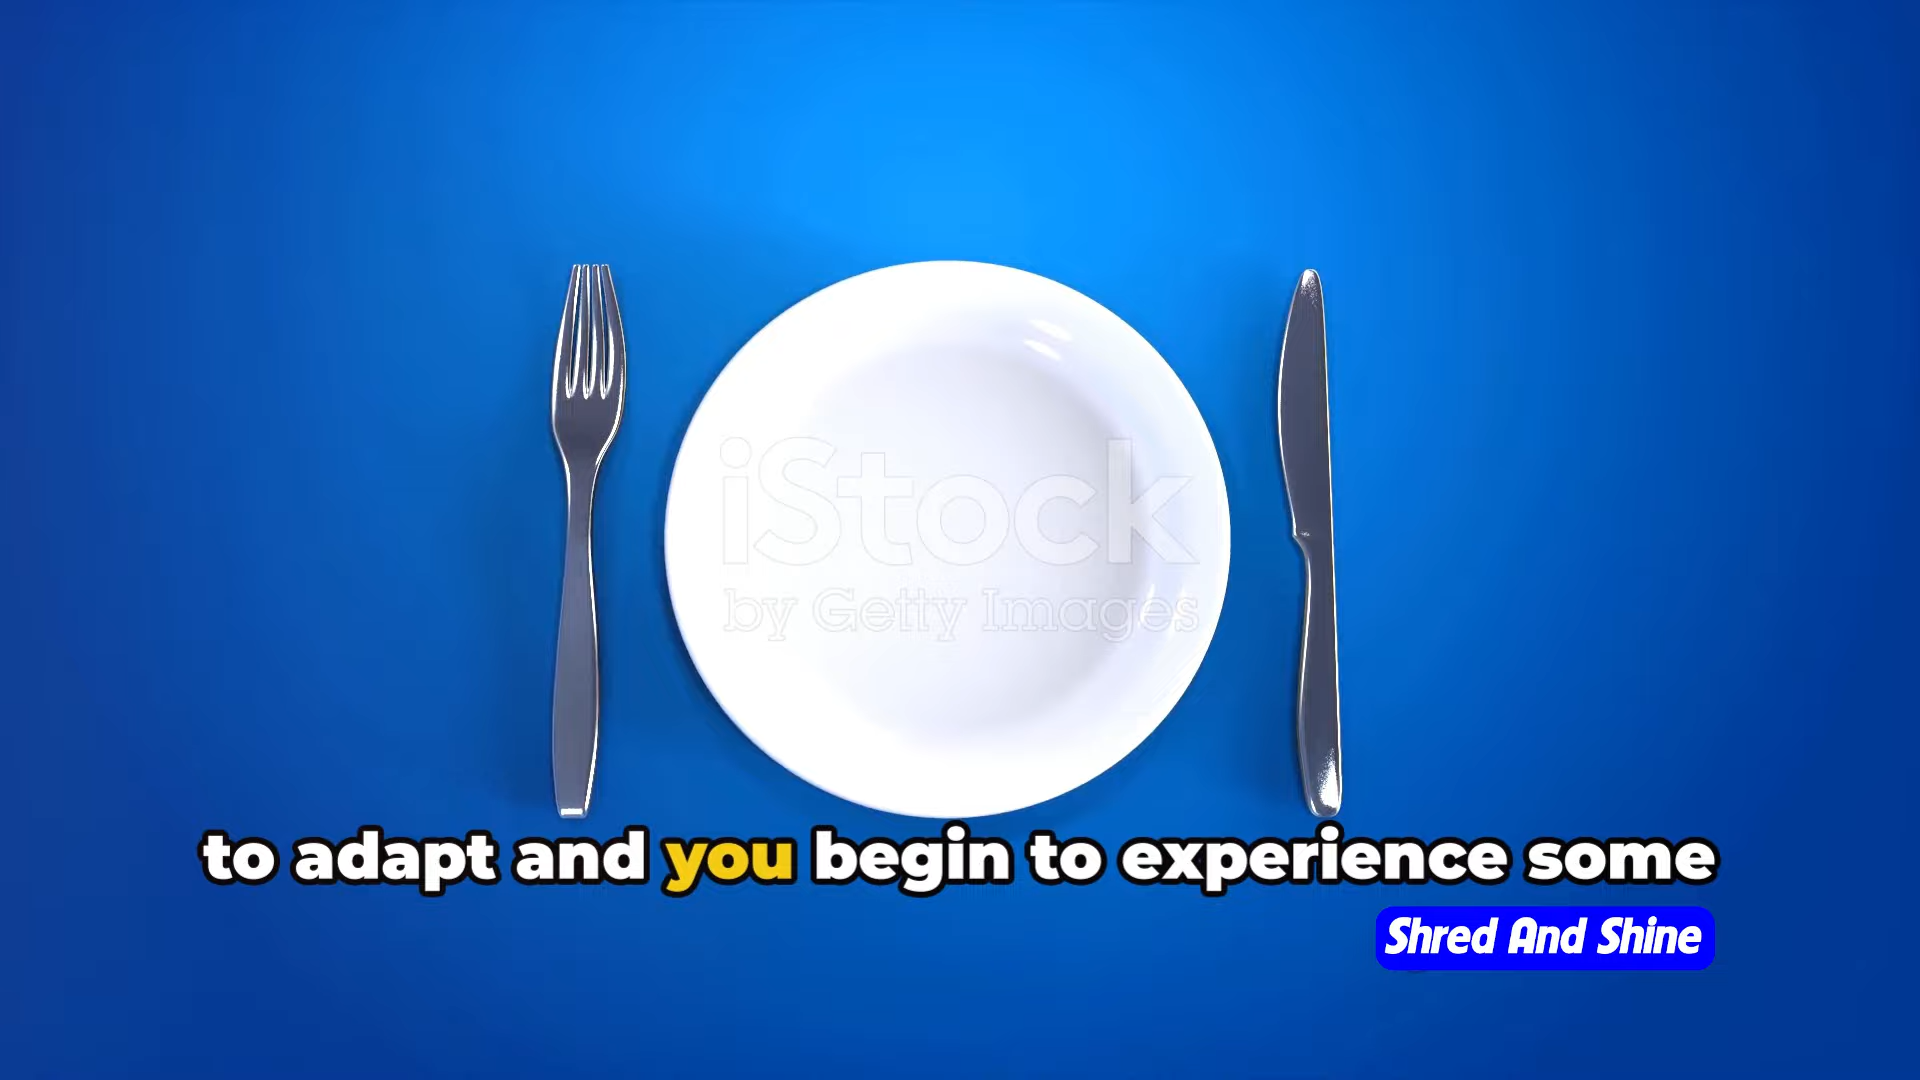 iStock
by Getty Images
to adapt and you begin to experience some
Shred And Shine